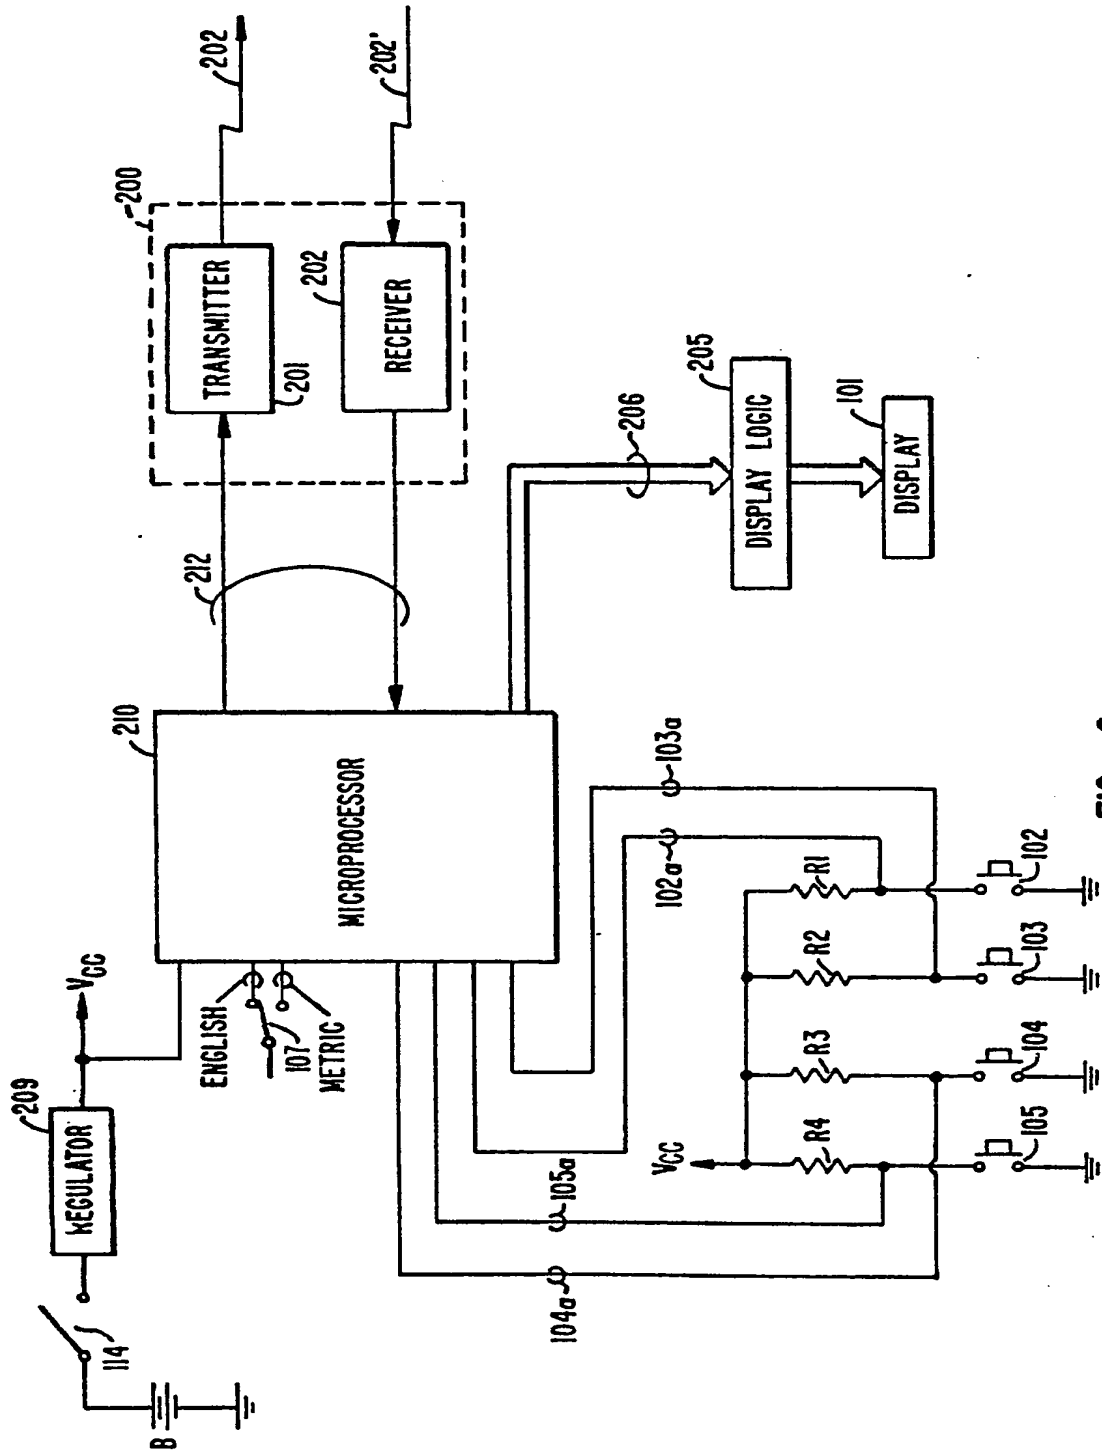 B
114
REGULATOR
209
VCC
ENGLISH
107
METRIC
MICROPROCESSOR
210
212
TRANSMITTER
201
200
202
RECEIVER
202
202'
206
DISPLAY LOGIC
205
DISPLAY
101
104a
105a
102a
103a
VCC
R4
R3
R2
R1
105
104
103
102